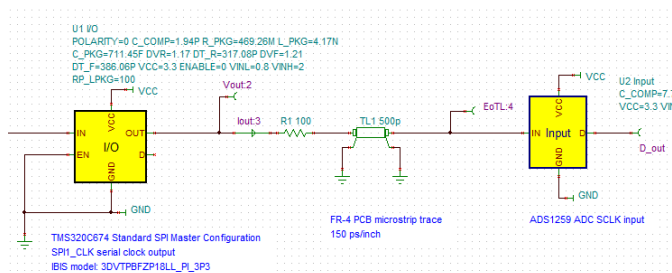 U1 I/O
POLARITY=0 C_COMP=1.94P R_PKG=469.26M L_PKG=4.17N
C_PKG=711.45F DVR=1.17 DT_R=317.08P DVF=1.21
DT_F=386.06P VCC=3.3 ENABLE=0 VINL=0.8 VINH=2
RP_LPKG=100
VCC
Vout:2
VCC
U2 Input
C_COMP=7.
VCC=3.3 VIN
Iout:3
R1 100
TL1 500p
EoTL:4
IN
VCC
OUT
I/O
EN
D
GND
IN
VCC
Input
D
GND
D_out
GND
GND
TMS320C674 Standard SPI Master Configuration
SPI1_CLK serial clock output
IBIS model: 3DVTPBFZP18LL_PI_3P3
FR-4 PCB microstrip trace
150 ps/inch
ADS1259 ADC SCLK input